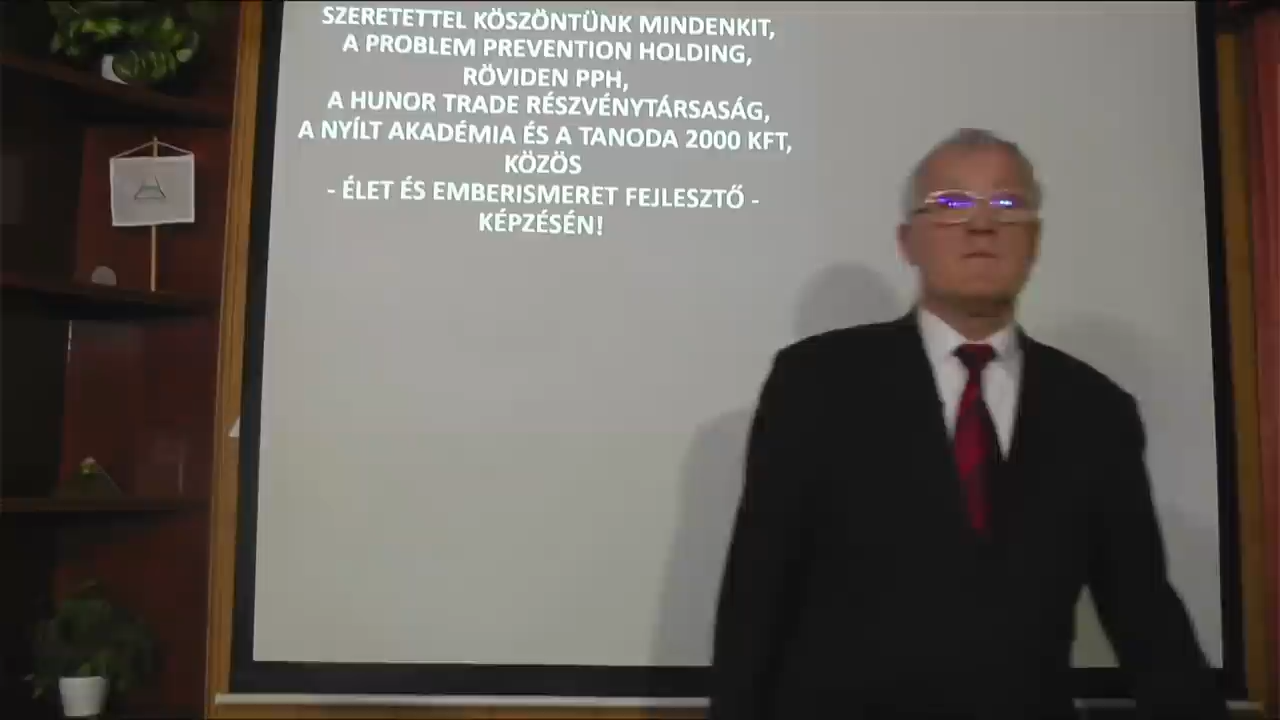 SZERETETTEL KÖSZÖNTÜNK MINDENKIT,
A PROBLEM PREVENTION HOLDING,
RÖVIDEN PPH,
A HUNOR TRADE RÉSZVÉNYTÁRSASÁG,
A NYÍLT AKADÉMIA ÉS A TANODA 2000 KFT,
KÖZÖS
- ÉLET ÉS EMBERISMERET FEJLESZTŐ -
KÉPZÉSÉN!